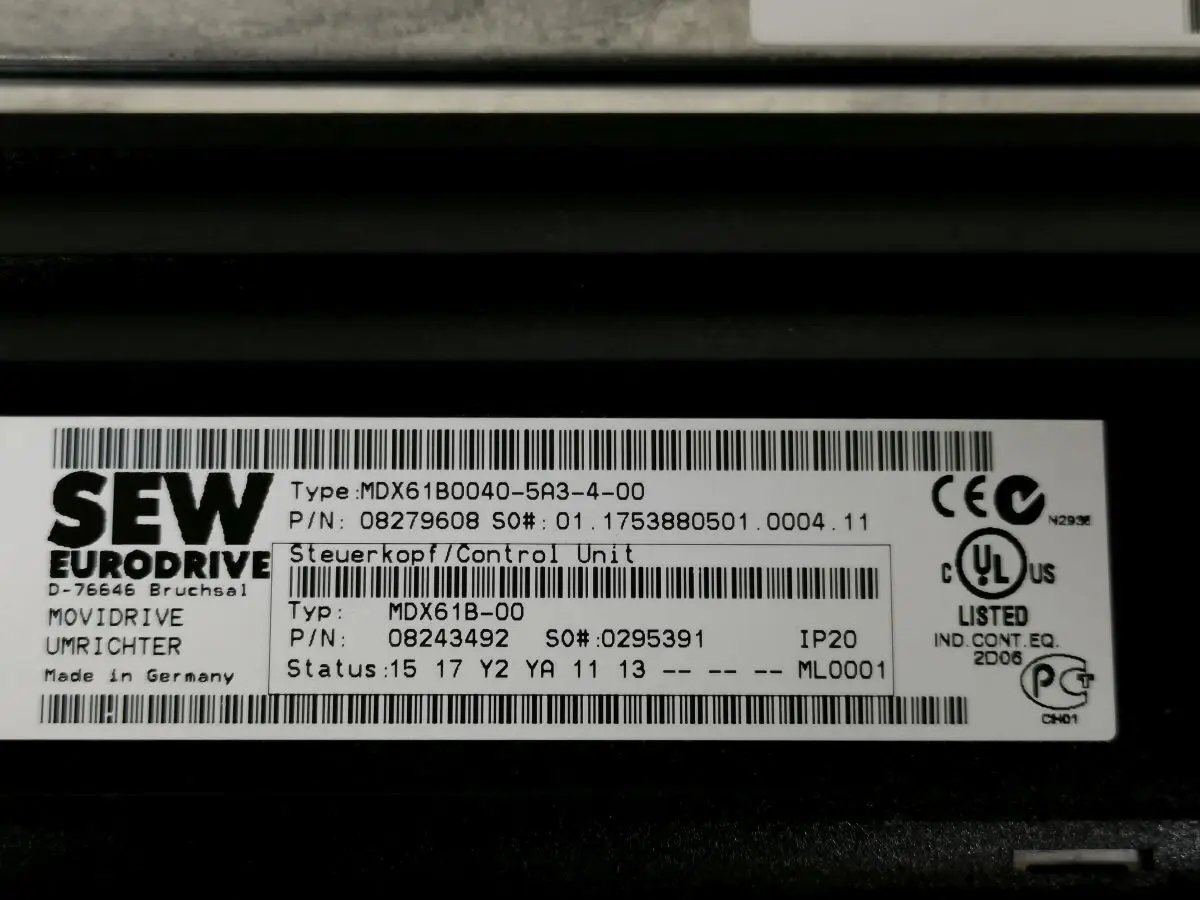 SEW
EURODRIVE
D-76646 Bruchsal
MOVIDRIVE
UMRICHTER
Made in Germany
Type:MDX61B0040-5A3-4-00
P/N: 08279608 SO#: 01.1753880501.0004.11
Steuerkopf/Control Unit
Typ: MDX61B-00
P/N: 08243492 SO#:0295391 IP20
Status:15 17 Y2 YA 11 13 -- -- -- ML0001
CE N2936
C UL US
LISTED
IND.CONT.EQ.
2D06
PCT
CH01